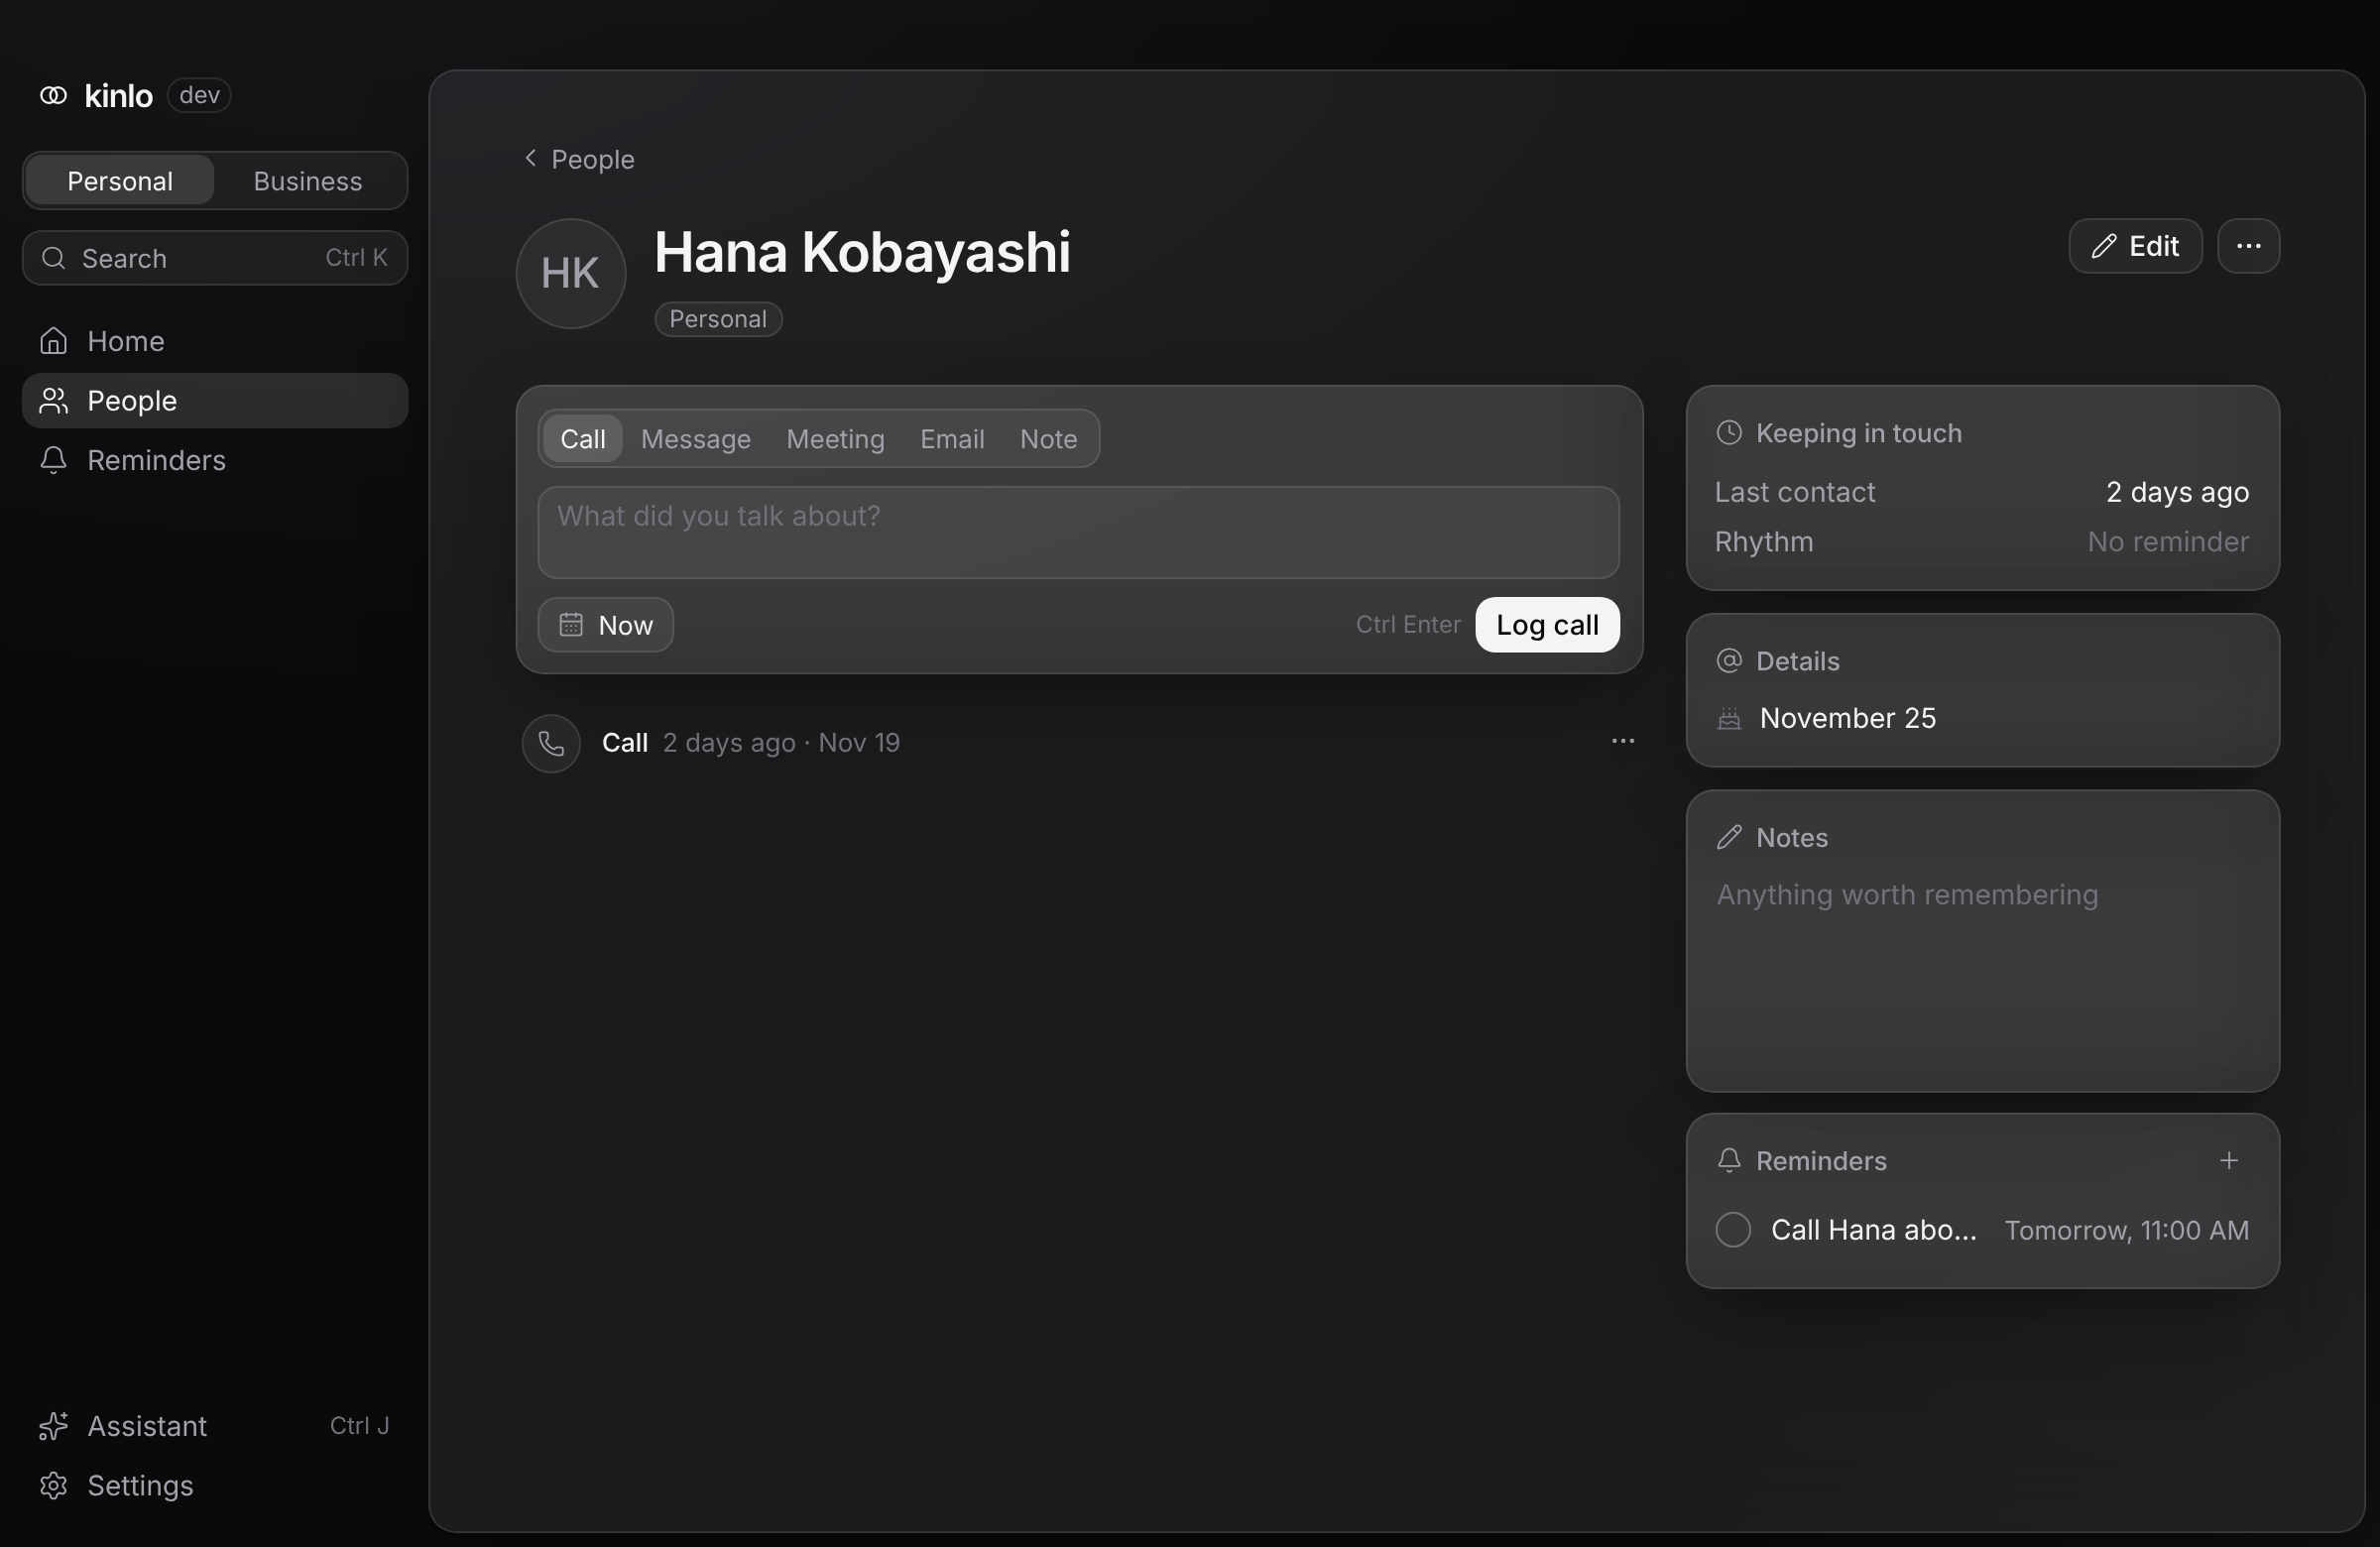 kinlo dev
Personal Business
Search Ctrl K
Home
People
Reminders
Assistant Ctrl J
Settings
People
HK
Hana Kobayashi
Personal
Edit
Call Message Meeting Email Note
What did you talk about?
Now
Ctrl Enter Log call
Call 2 days ago · Nov 19
Keeping in touch
Last contact 2 days ago
Rhythm No reminder
Details
November 25
Notes
Anything worth remembering
Reminders
Call Hana abo... Tomorrow, 11:00 AM